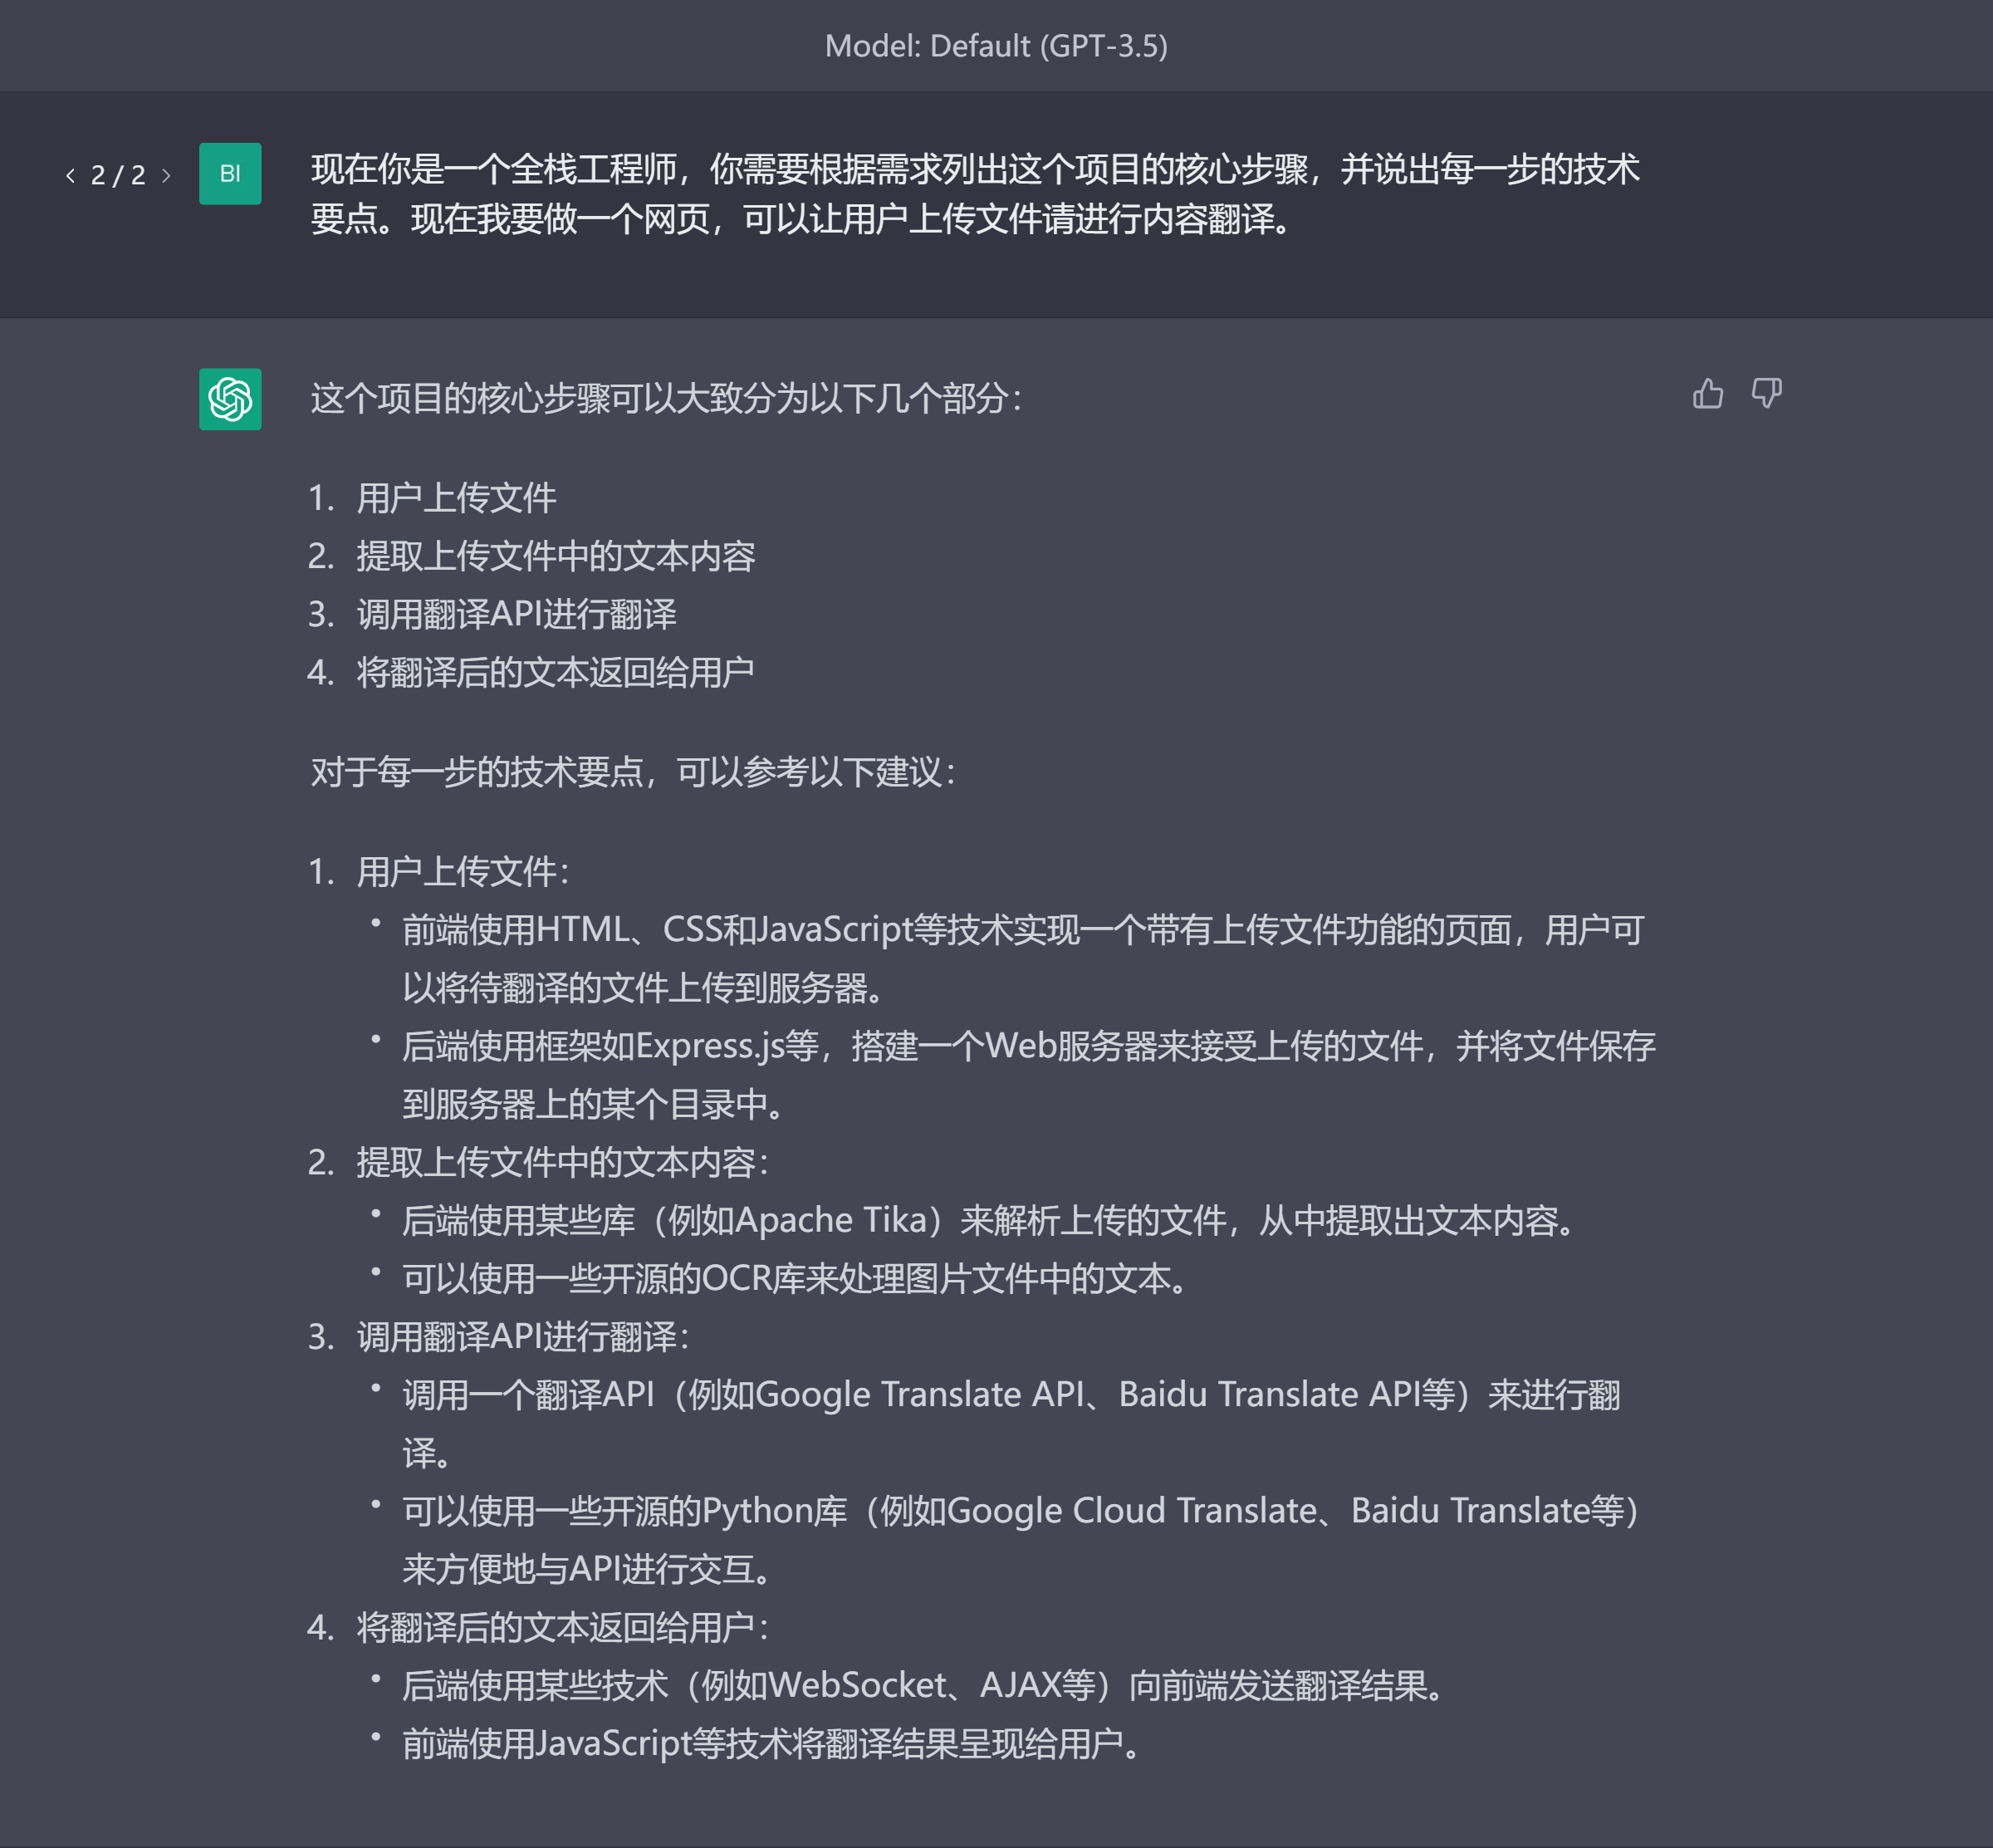 Model: Default (GPT-3.5)
2 / 2
BI
现在你是一个全栈工程师，你需要根据需求列出这个项目的核心步骤，并说出每一步的技术
要点。现在我要做一个网页，可以让用户上传文件请进行内容翻译。
这个项目的核心步骤可以大致分为以下几个部分：
1. 用户上传文件
2. 提取上传文件中的文本内容
3. 调用翻译API进行翻译
4. 将翻译后的文本返回给用户
对于每一步的技术要点，可以参考以下建议：
1. 用户上传文件：
• 前端使用HTML、CSS和JavaScript等技术实现一个带有上传文件功能的页面，用户可
以将待翻译的文件上传到服务器。
• 后端使用框架如Express.js等，搭建一个Web服务器来接受上传的文件，并将文件保存
到服务器上的某个目录中。
2. 提取上传文件中的文本内容：
• 后端使用某些库（例如Apache Tika）来解析上传的文件，从中提取出文本内容。
• 可以使用一些开源的OCR库来处理图片文件中的文本。
3. 调用翻译API进行翻译：
• 调用一个翻译API（例如Google Translate API、Baidu Translate API等）来进行翻
译。
• 可以使用一些开源的Python库（例如Google Cloud Translate、Baidu Translate等）
来方便地与API进行交互。
4. 将翻译后的文本返回给用户：
• 后端使用某些技术（例如WebSocket、AJAX等）向前端发送翻译结果。
• 前端使用JavaScript等技术将翻译结果呈现给用户。